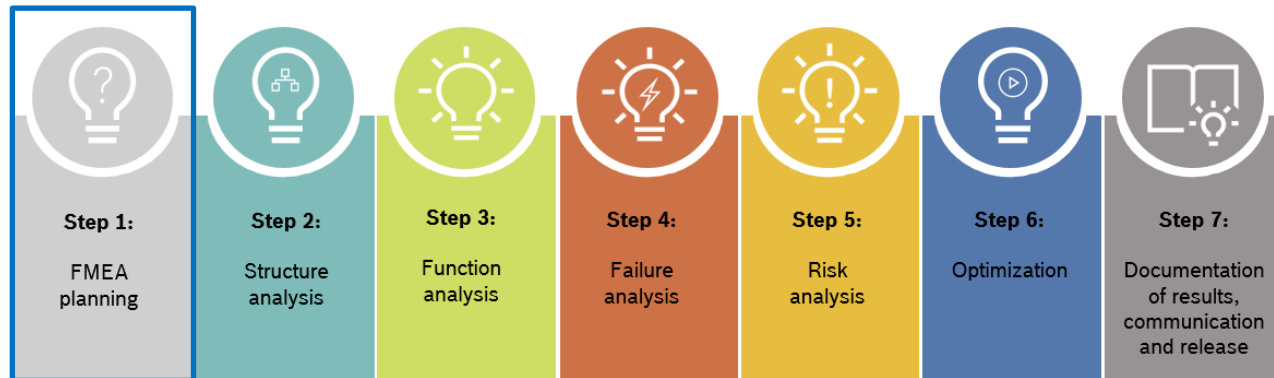 Step 1:
FMEA
planning
Step 2:
Structure
analysis
Step 3:
Function
analysis
Step 4:
Failure
analysis
Step 5:
Risk
analysis
Step 6:
Optimization
Step 7:
Documentation
of results,
communication
and release